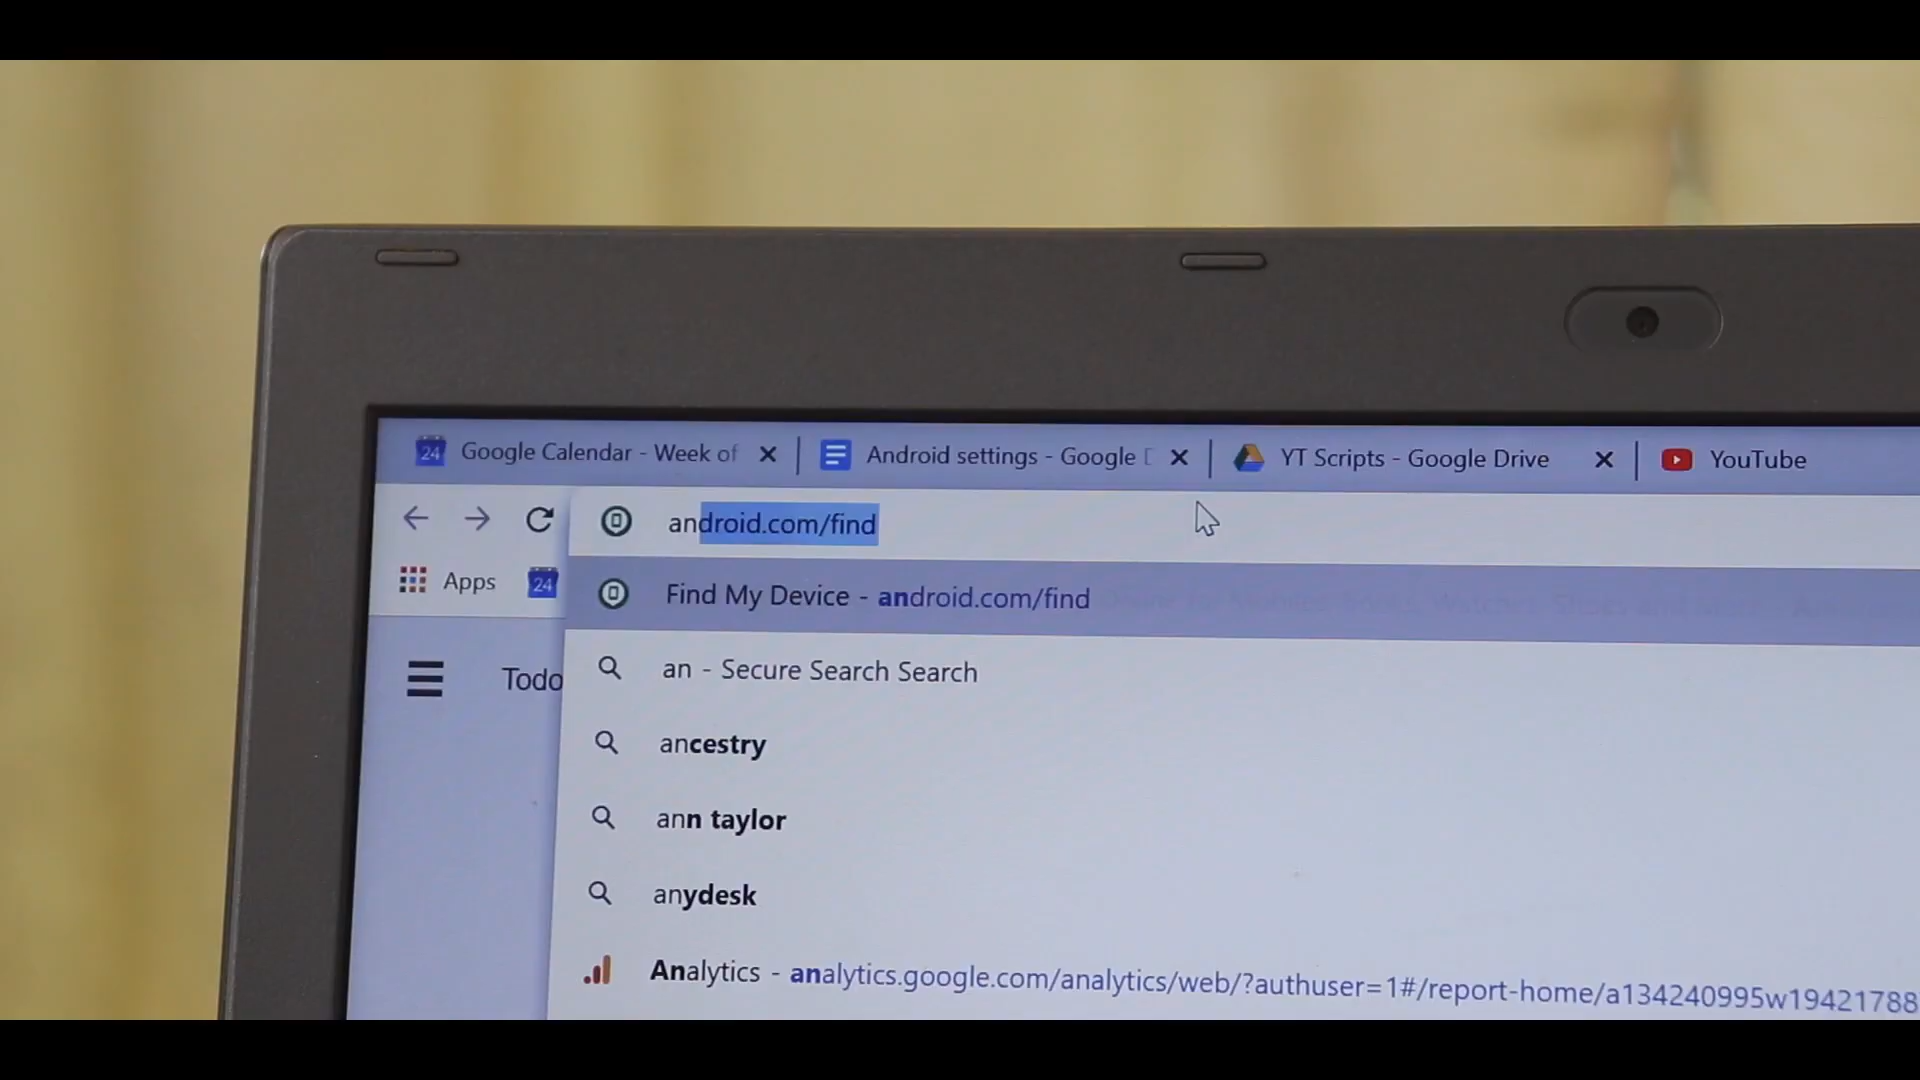 24 Google Calendar - Week of
Android settings - Google
YT Scripts - Google Drive
YouTube
android.com/find
Apps
24
Find My Device - android.com/find
Todo
an - Secure Search Search
ancestry
ann taylor
anydesk
Analytics - analytics.google.com/analytics/web/?authuser=1#/report-home/a134240995w19421788